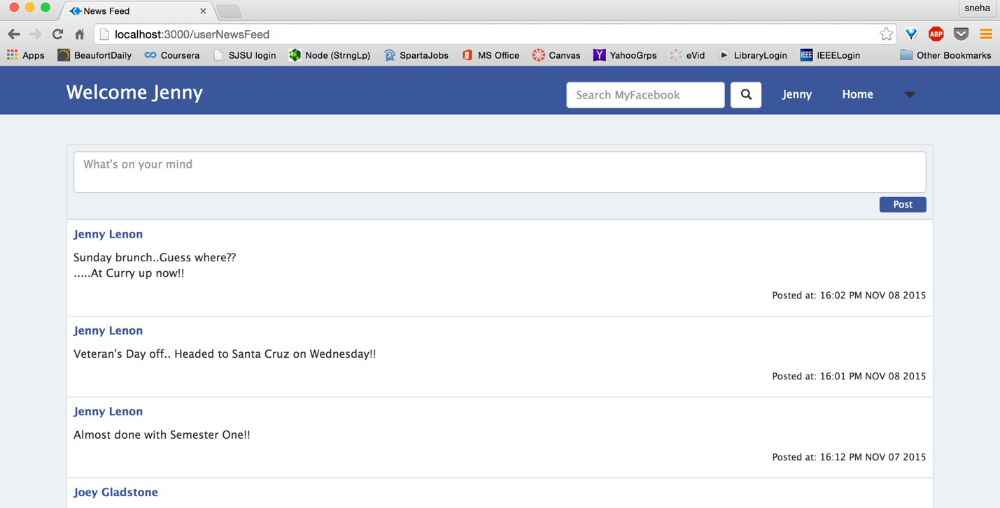 News Feed
sneha
localhost:3000/userNewsFeed
ABP
Apps BeaufortDaily Coursera SJSU login Node (StrngLp) SpartaJobs MS Office Canvas Y YahooGrps eVid LibraryLogin IEEE IEEELogin Other Bookmarks
Welcome Jenny Search MyFacebook Jenny Home
What's on your mind
Post
Jenny Lenon
Sunday brunch..Guess where??
.....At Curry up now!!
Posted at: 16:02 PM NOV 08 2015
Jenny Lenon
Veteran's Day off.. Headed to Santa Cruz on Wednesday!!
Posted at: 16:01 PM NOV 08 2015
Jenny Lenon
Almost done with Semester One!!
Posted at: 16:12 PM NOV 07 2015
Joey Gladstone